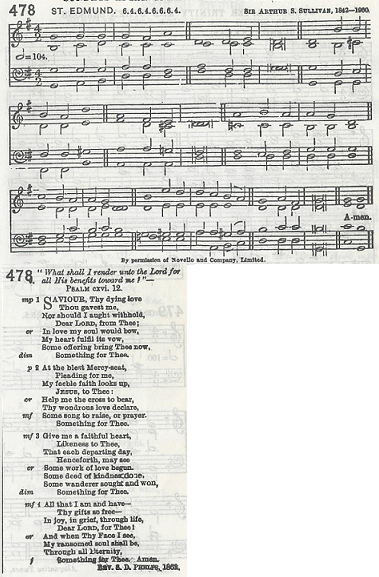 478 ST. EDMUND. 6.4.6.4.6.6.6.4. SIR ARTHUR S. SULLIVAN, 1842—1900.
=104.
A-men.
By permission of Novello and Company, Limited.
478 "What shall I render unto the Lord for
all His benefits toward me?"—
PSALM cxvi. 12.
mp 1 SAVIOUR, Thy dying love
Thou gavest me,
Nor should I aught withhold,
Dear LORD, from Thee;
cr In love my soul would bow,
My heart fulfil its vow,
Some offering bring Thee now,
dim Something for Thee.
p 2 At the blest Mercy-seat,
Pleading for me,
My feeble faith looks up,
JESUS, to Thee:
cr Help me the cross to bear,
Thy wondrous love declare,
mf Some song to raise, or prayer.
Something for Thee.
mf 3 Give me a faithful heart,
Likeness to Thee,
That each departing day,
Henceforth, may see
cr Some work of love begun.
Some deed of kindness done,
Some wanderer sought and won,
dim Something for Thee.
mf 4 All that I am and have—
Thy gifts so free—
In joy, in grief, through life,
Dear LORD, for Thee!
cr And when Thy Face I see,
My ransomed soul shall be,
Through all Eternity,
f Something for Thee. Amen.
REV. S. D. PHELPS, 1862.